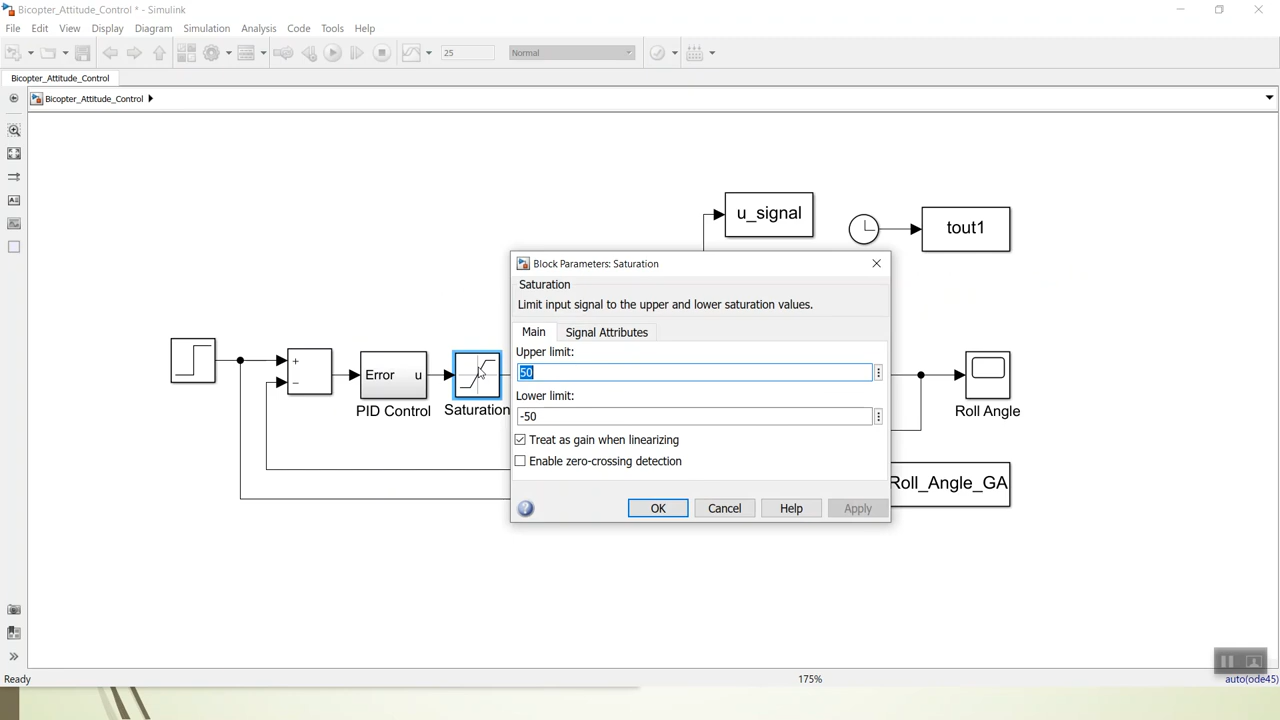 Bicopter_Attitude_Control * - Simulink
File Edit View Display Diagram Simulation Analysis Code Tools Help
25 Normal
Bicopter_Attitude_Control
Bicopter_Attitude_Control
u_signal
tout1
Block Parameters: Saturation
Saturation
Limit input signal to the upper and lower saturation values.
Main Signal Attributes
Upper limit:
50
Lower limit:
-50
Treat as gain when linearizing
Enable zero-crossing detection
OK Cancel Help Apply
+
−
Error u
PID Control
Saturation
Roll Angle
Roll_Angle_GA
Ready 175% auto(ode45)